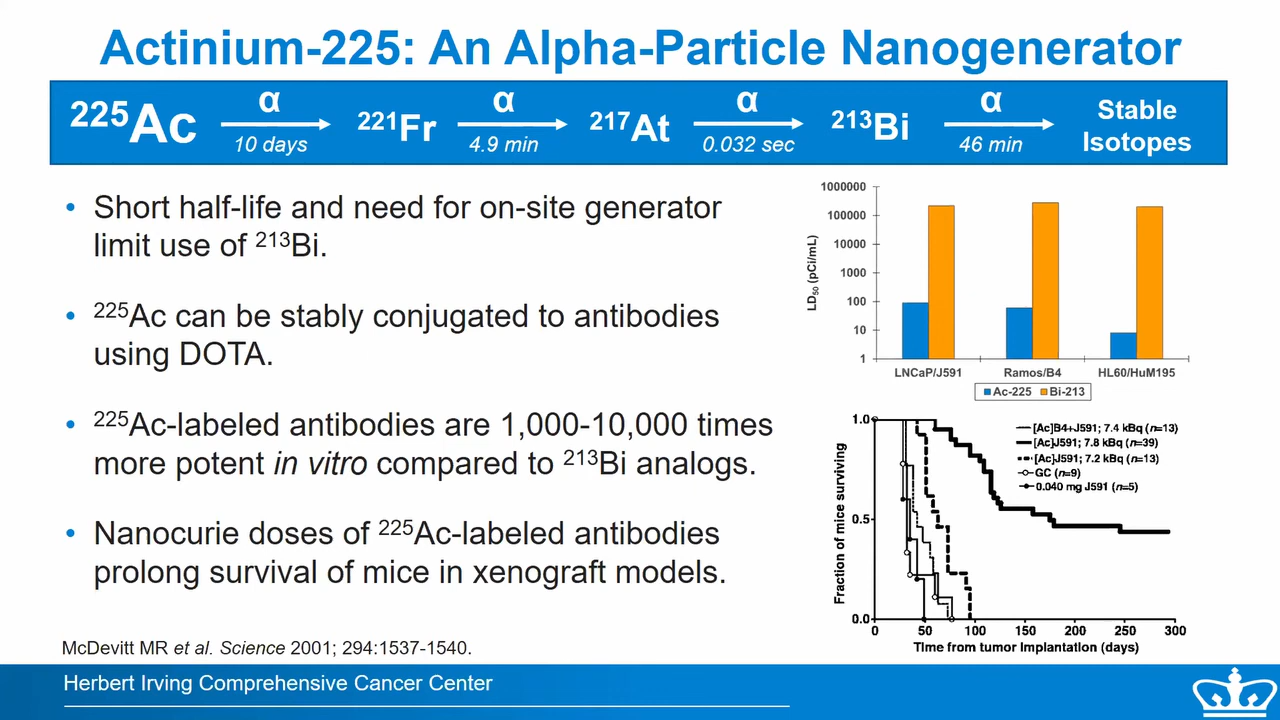 Actinium-225: An Alpha-Particle Nanogenerator
²²⁵Ac α 10 days ²²¹Fr α 4.9 min ²¹⁷At α 0.032 sec ²¹³Bi α 46 min Stable Isotopes
• Short half-life and need for on-site generator
limit use of ²¹³Bi.
• ²²⁵Ac can be stably conjugated to antibodies
using DOTA.
• ²²⁵Ac-labeled antibodies are 1,000-10,000 times
more potent in vitro compared to ²¹³Bi analogs.
• Nanocurie doses of ²²⁵Ac-labeled antibodies
prolong survival of mice in xenograft models.
McDevitt MR et al. Science 2001; 294:1537-1540.
LD₅₀ (pCi/mL)
1000000
100000
10000
1000
100
10
1
LNCaP/J591 Ramos/B4 HL60/HuM195
Ac-225 Bi-213
Fraction of mice surviving
1.0
0.5
0.0
[Ac]B4+J591; 7.4 kBq (n=13)
[Ac]J591; 7.8 kBq (n=39)
[Ac]J591; 7.2 kBq (n=13)
GC (n=9)
0.040 mg J591 (n=5)
0 50 100 150 200 250 300
Time from tumor implantation (days)
Herbert Irving Comprehensive Cancer Center